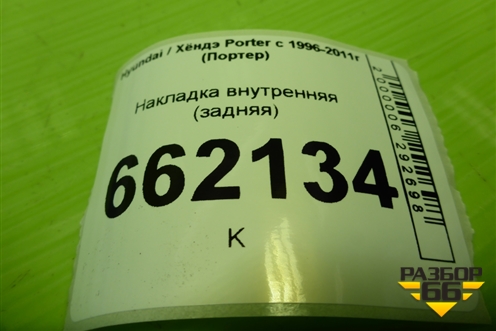 Hyundai / Хёндэ Porter с 1996-2011г
(Портер)
Накладка внутренняя
(задняя)
662134
К
2000006292698
РАЗБОР
66